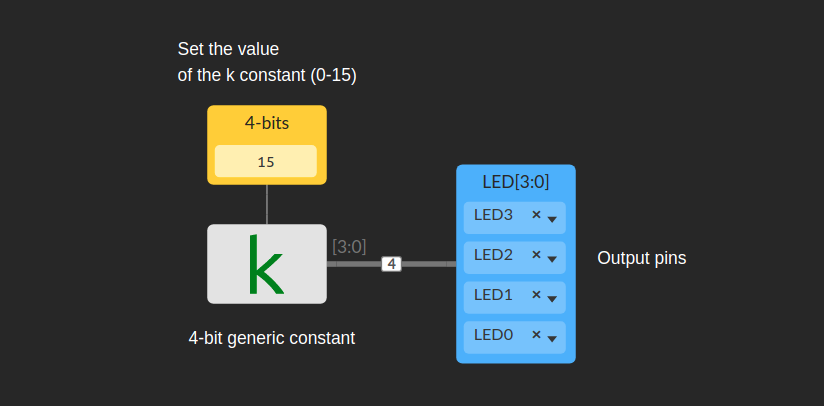 Set the value
of the k constant (0-15)
4-bits
15
k
[3:0]
4
4-bit generic constant
LED[3:0]
LED3 ×
LED2 ×
LED1 ×
LED0 ×
Output pins